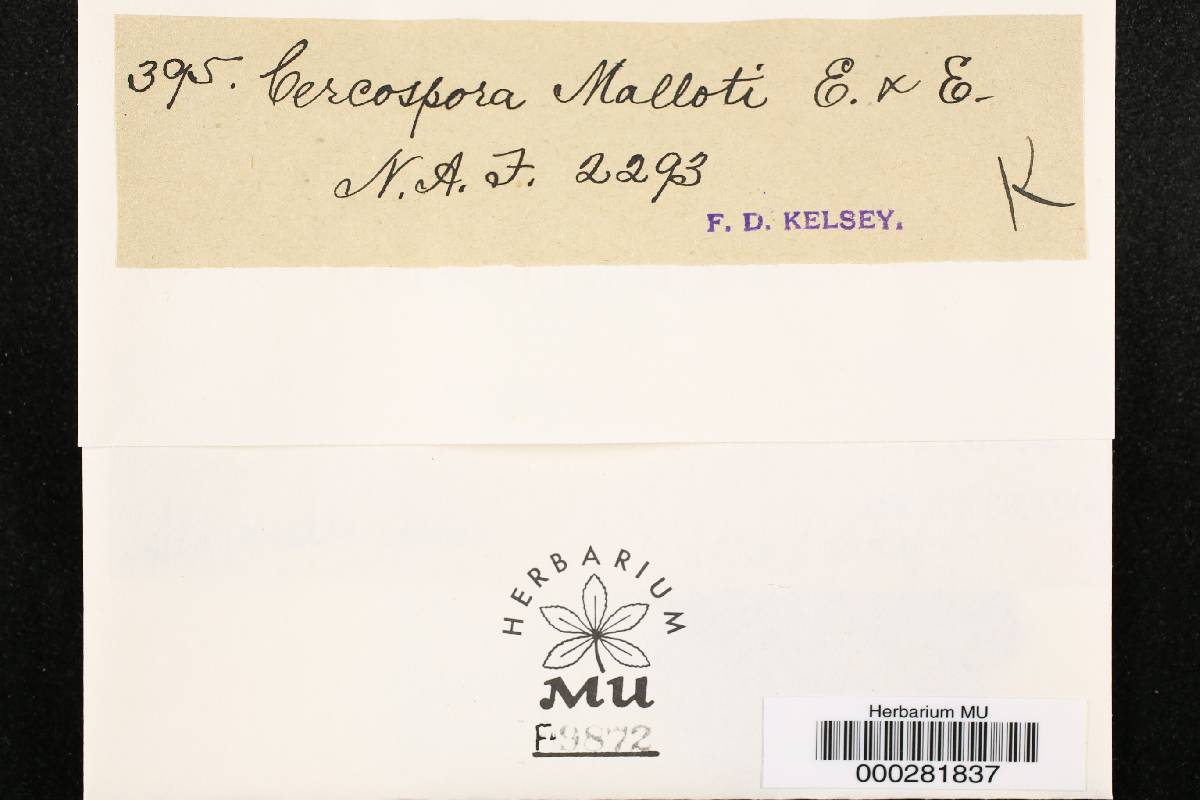 395. Cercospora Malloti E. & E.
N. A. F. 2293
F. D. KELSEY.
K
HERBARIUM
MU
F-9872
Herbarium MU
000281837